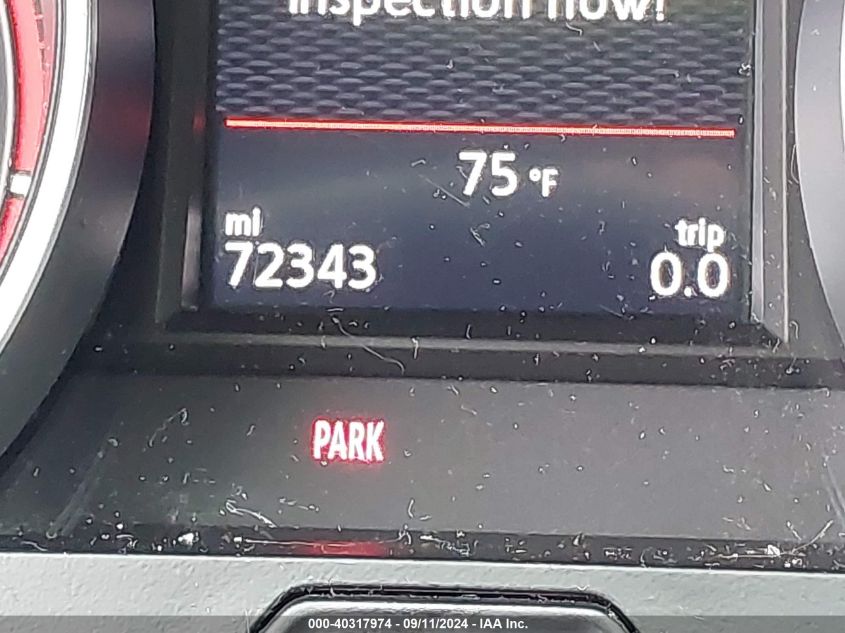 Inspection now!
75 °F
mi
trip
72343
0.0
PARK
000-40317974 - 09/11/2024 - IAA Inc.